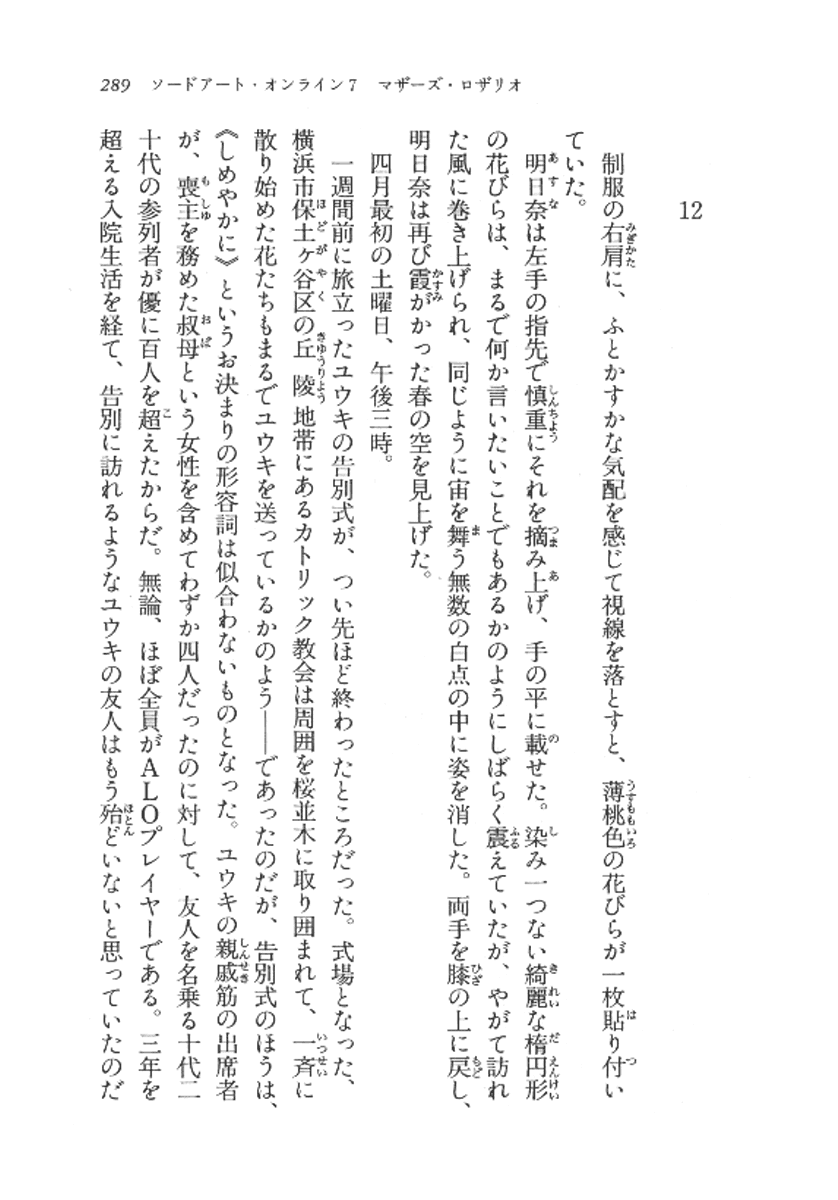 289 ソードアート・オンライン7 マザーズ・ロザリオ
12
制服の右肩に、ふとかすかな気配を感じて視線を落とすと、薄桃色の花びらが一枚貼り付い
ていた。
明日奈は左手の指先で慎重にそれを摘み上げ、手の平に載せた。染み一つない綺麗な楕円形
の花びらは、まるで何か言いたいことでもあるかのようにしばらく震えていたが、やがて訪れ
た風に巻き上げられ、同じように宙を舞う無数の白点の中に姿を消した。両手を膝の上に戻し、
明日奈は再び霞がかった春の空を見上げた。
四月最初の土曜日、午後三時。
一週間前に旅立ったユウキの告別式が、つい先ほど終わったところだった。式場となった、
横浜市保土ヶ谷区の丘陵地帯にあるカトリック教会は周囲を桜並木に取り囲まれて、一斉に
散り始めた花たちもまるでユウキを送っているかのよう――であったのだが、告別式のほうは、
《しめやかに》というお決まりの形容詞は似合わないものとなった。ユウキの親戚筋の出席者
が、喪主を務めた叔母という女性を含めてわずか四人だったのに対して、友人を名乗る十代二
十代の参列者が優に百人を超えたからだ。無論、ほぼ全員がALOプレイヤーである。三年を
超える入院生活を経て、告別に訪れるようなユウキの友人はもう殆どいないと思っていたのだ